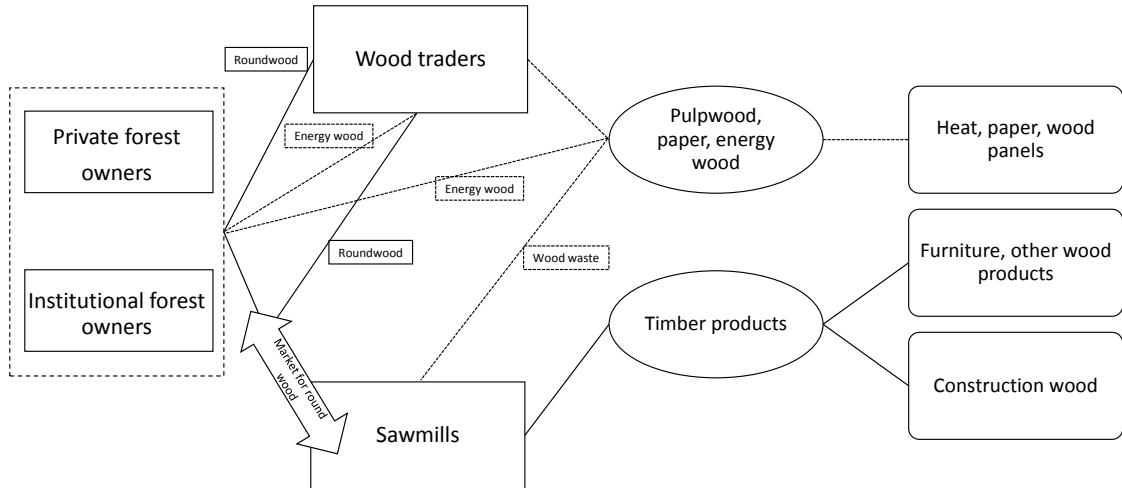 Wood traders
Roundwood
Private forest
owners
Energy wood
Pulpwood,
paper, energy
wood
Heat, paper, wood
panels
Energy wood
Roundwood
Wood waste
Furniture, other wood
products
Institutional forest
owners
Timber products
Market for round
wood
Construction wood
Sawmills